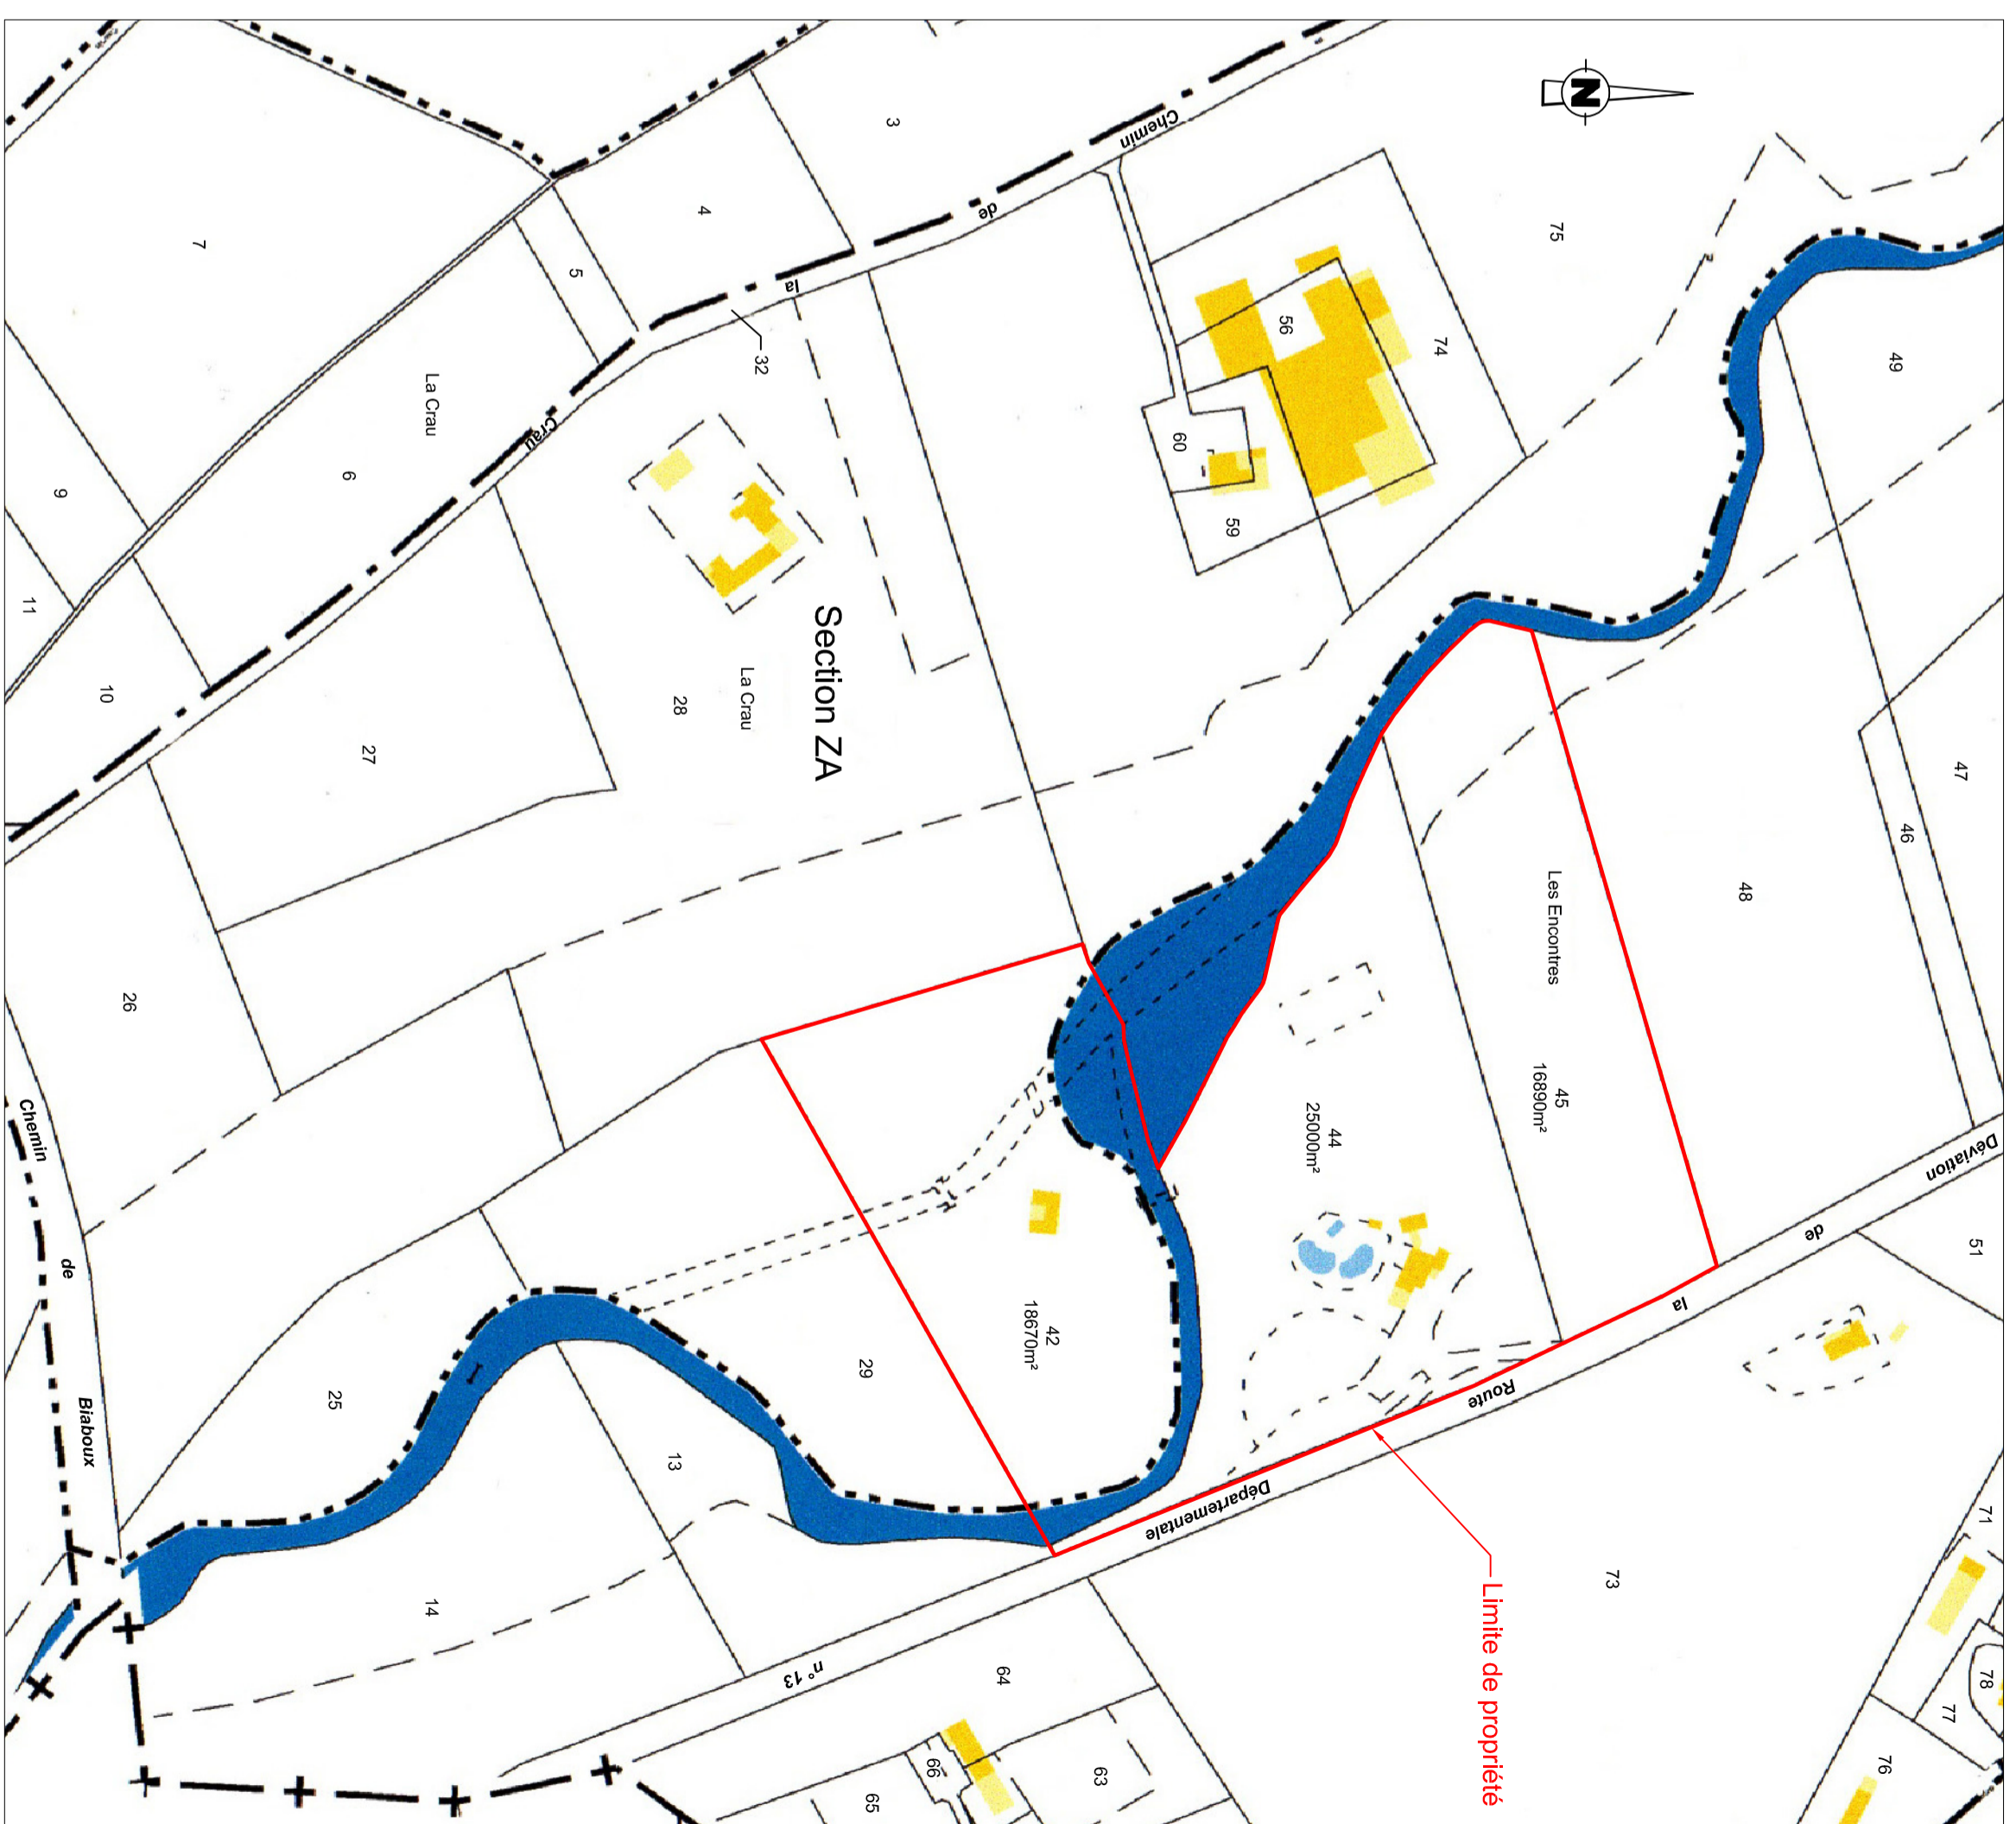 N
3
4
5
7
6
9
11
10
La Crau
Chemin
de
la
Crau
32
75
74
56
60
59
49
47
46
48
Section ZA
La Crau
28
27
26
Les Encontres
45
16890m²
44
25000m²
42
18670m²
29
25
13
14
Chemin
de
Biaboux
Déviation
de
la
Route
Départementale
n° 13
51
71
73
78
77
76
64
63
66
65
Limite de propriété